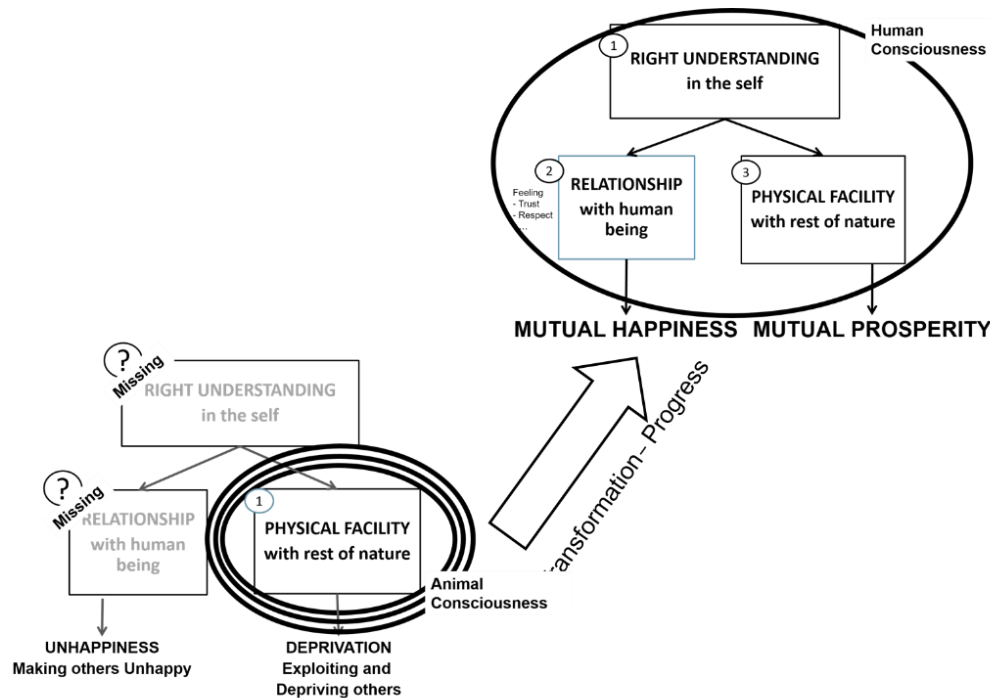 Human
Consciousness
1
RIGHT UNDERSTANDING
in the self
2
RELATIONSHIP
with human
being
Feeling
- Trust
- Respect
3
PHYSICAL FACILITY
with rest of nature
MUTUAL HAPPINESS
MUTUAL PROSPERITY
Transformation– Progress
?
Missing
RIGHT UNDERSTANDING
in the self
?
Missing
RELATIONSHIP
with human
being
1
PHYSICAL FACILITY
with rest of nature
Animal
Consciousness
UNHAPPINESS
Making others Unhappy
DEPRIVATION
Exploiting and
Depriving others